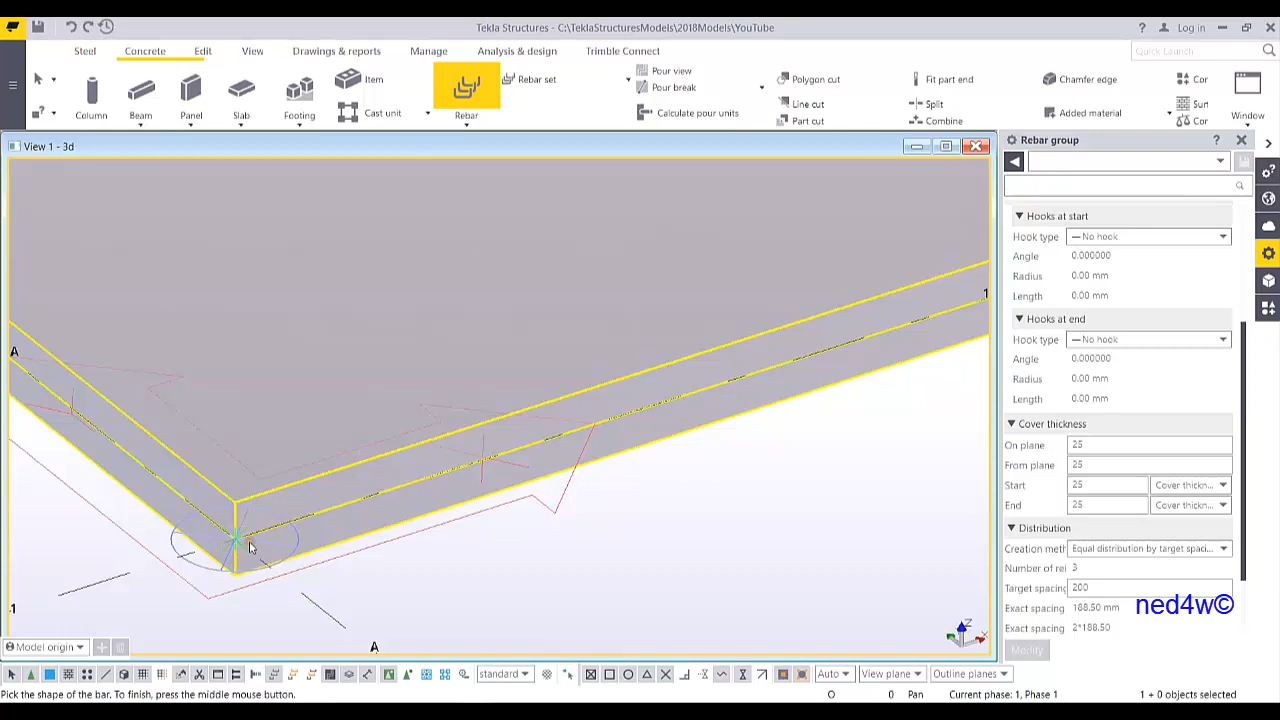 Tekla Structures - C:\TeklaStructuresModels\2018Models\YouTube
Log in
Steel Concrete Edit View Drawings & reports Manage Analysis & design Trimble Connect
Quick Launch
Column Beam Panel Slab Footing Item Cast unit Rebar Rebar set
Pour view
Pour break
Calculate pour units
Polygon cut
Line cut
Part cut
Fit part end
Split
Combine
Chamfer edge
Added material
Cor
Surf
Cor
Window
View 1 - 3d
Rebar group
Hooks at start
Hook type No hook
Angle 0.000000
Radius 0.00 mm
Length 0.00 mm
Hooks at end
Hook type No hook
Angle 0.000000
Radius 0.00 mm
Length 0.00 mm
Cover thickness
On plane 25
From plane 25
Start 25 Cover thickn...
End 25 Cover thickn...
Distribution
Creation meth Equal distribution by target spaci...
Number of rei 3
Target spacing 200
Exact spacing 188.50 mm
Exact spacing 2*188.50
Modify
ned4w©
A
1
1
A
Z
X
Model origin
standard
Auto
View plane
Outline planes
Pick the shape of the bar. To finish, press the middle mouse button.
O 0 Pan Current phase: 1, Phase 1 1 + 0 objects selected